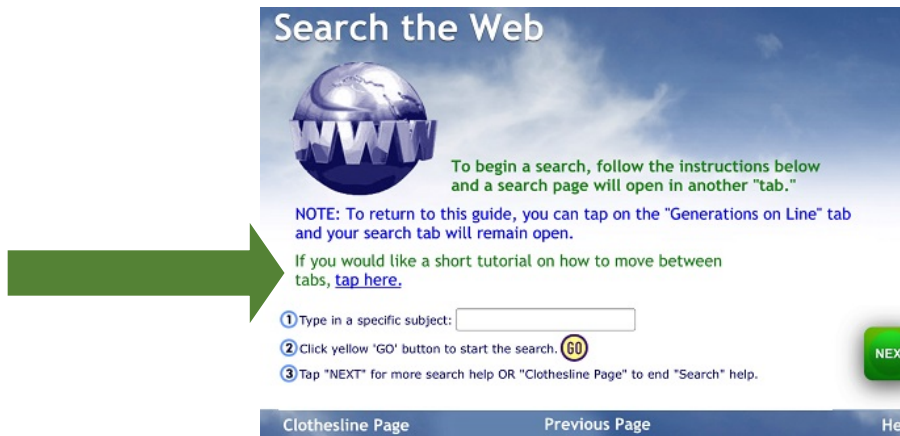 Search the Web
WWW
To begin a search, follow the instructions below
and a search page will open in another "tab."
NOTE: To return to this guide, you can tap on the "Generations on Line" tab
and your search tab will remain open.
If you would like a short tutorial on how to move between
tabs, tap here.
1 Type in a specific subject:
2 Click yellow 'GO' button to start the search. GO
3 Tap "NEXT" for more search help OR "Clothesline Page" to end "Search" help.
NEX
Clothesline Page Previous Page He